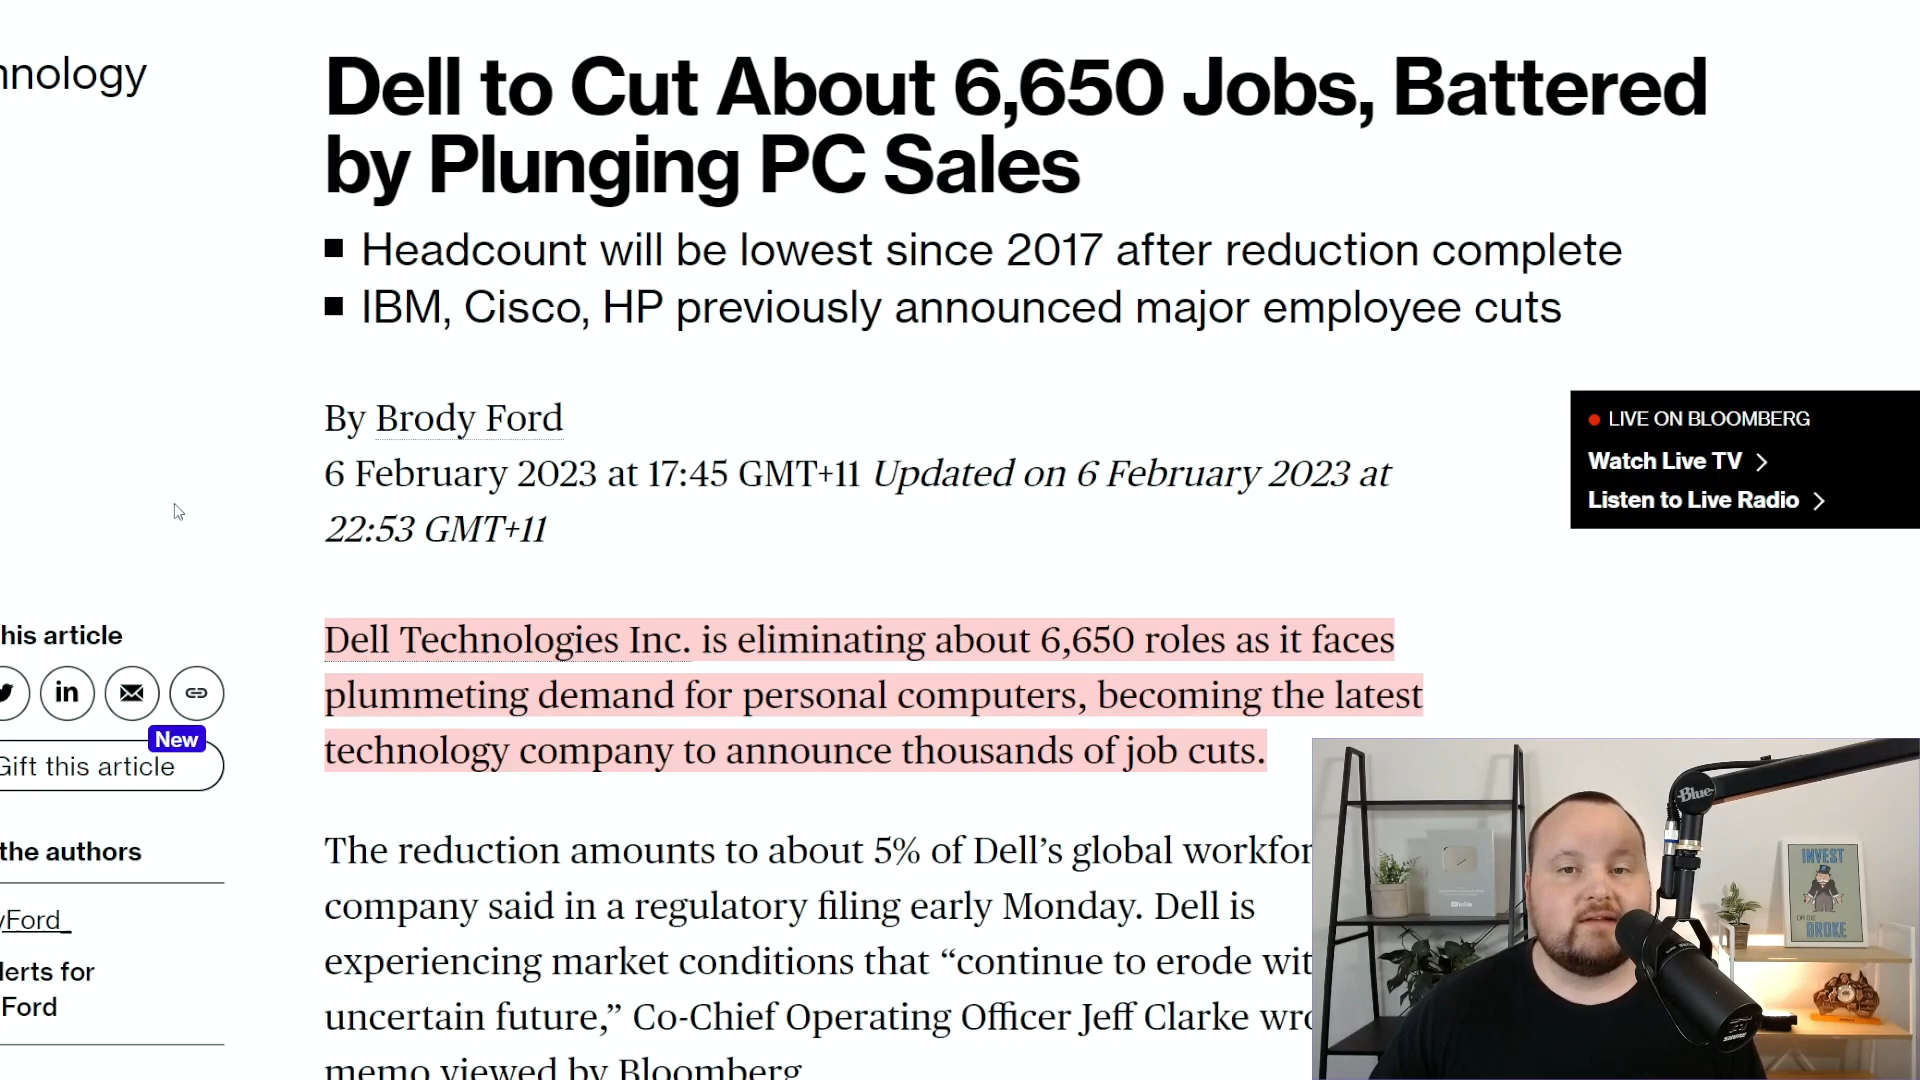 hnology
Dell to Cut About 6,650 Jobs, Battered
by Plunging PC Sales
Headcount will be lowest since 2017 after reduction complete
IBM, Cisco, HP previously announced major employee cuts
By Brody Ford
6 February 2023 at 17:45 GMT+11 Updated on 6 February 2023 at
22:53 GMT+11
LIVE ON BLOOMBERG
Watch Live TV
Listen to Live Radio
his article
in
New
Gift this article
the authors
yFord_
lerts for
Ford
Dell Technologies Inc. is eliminating about 6,650 roles as it faces
plummeting demand for personal computers, becoming the latest
technology company to announce thousands of job cuts.
The reduction amounts to about 5% of Dell’s global workfor
company said in a regulatory filing early Monday. Dell is
experiencing market conditions that “continue to erode wit
uncertain future,” Co-Chief Operating Officer Jeff Clarke wro
memo viewed by Bloomberg
Blue
YouTube
INVEST
OR DIE
BROKE
SHURE